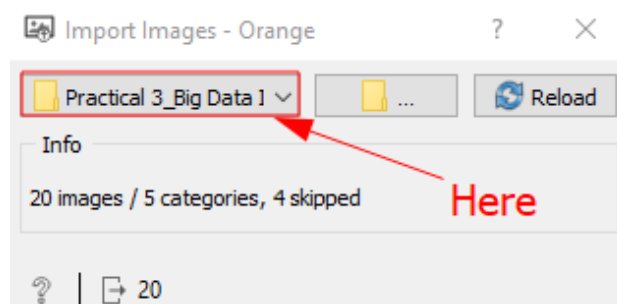 Import Images - Orange ?
Practical 3_Big Data I ... Reload
Info
20 images / 5 categories, 4 skipped
Here
? 20